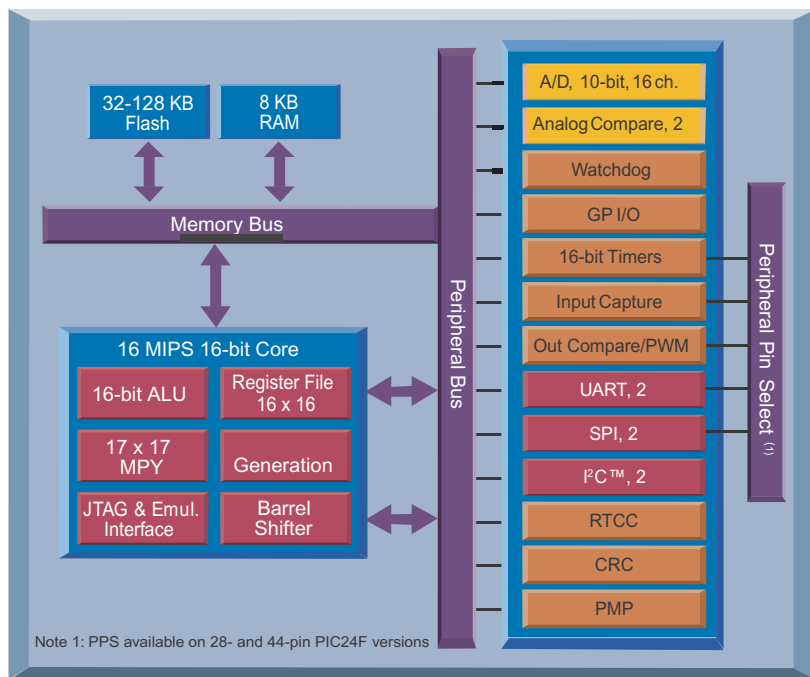 32-128 KB
Flash
8 KB
RAM
Memory Bus
16 MIPS 16-bit Core
16-bit ALU
Register File
16 x 16
17 x 17
MPY
Generation
JTAG & Emul.
Interface
Barrel
Shifter
Peripheral Bus
A/D, 10-bit, 16 ch.
Analog Compare, 2
Watchdog
GP I/O
16-bit Timers
Input Capture
Out Compare/PWM
UART, 2
SPI, 2
I²C™, 2
RTCC
CRC
PMP
Peripheral Pin Select (1)
Note 1: PPS available on 28- and 44-pin PIC24F versions